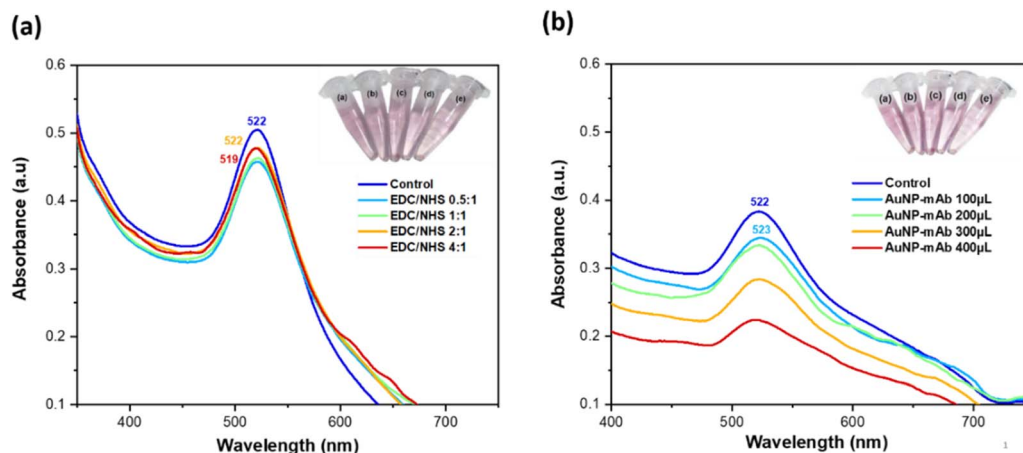 (a)
0.6
0.5
0.4
0.3
0.2
0.1
Absorbance (a.u)
400
500
600
700
Wavelength (nm)
522
522
519
(a) (b) (c) (d) (e)
Control
EDC/NHS 0.5:1
EDC/NHS 1:1
EDC/NHS 2:1
EDC/NHS 4:1
(b)
0.6
0.5
0.4
0.3
0.2
0.1
Absorbance (a.u.)
400
500
600
700
Wavelength (nm)
522
523
(a) (b) (c) (d) (e)
Control
AuNP-mAb 100µL
AuNP-mAb 200µL
AuNP-mAb 300µL
AuNP-mAb 400µL
1